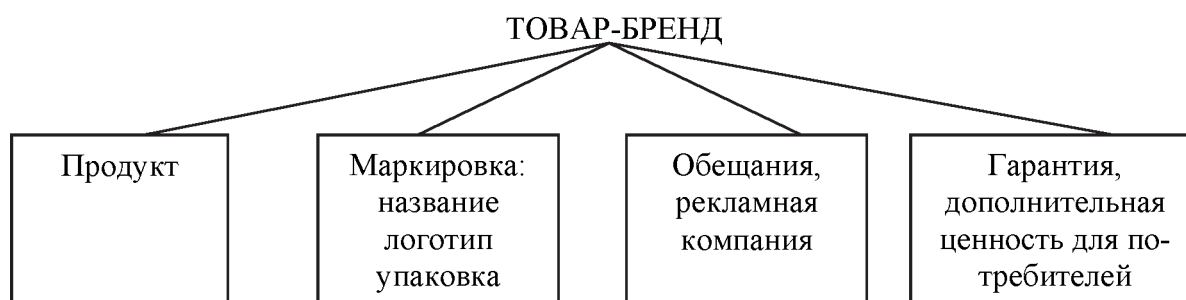 ТОВАР-БРЕНД
Продукт
Маркировка:
название
логотип
упаковка
Обещания,
рекламная
компания
Гарантия,
дополнительная
ценность для по-
требителей